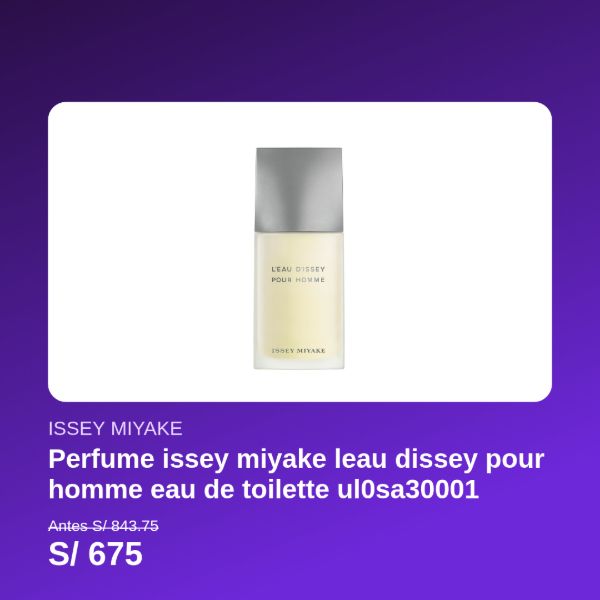 L'EAU D'ISSEY
POUR HOMME
ISSEY MIYAKE
ISSEY MIYAKE
Perfume issey miyake leau dissey pour
homme eau de toilette ul0sa30001
Antes S/ 843.75
S/ 675